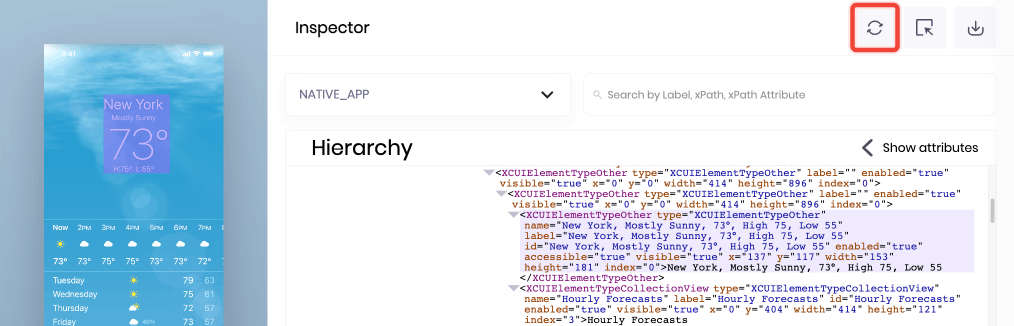 9:41
New York
Mostly Sunny
73°
H:75° L:55°
Now 2PM 3PM 4PM 5PM 6PM 7PM
73° 73° 75° 75° 73° 73° 72°
Tuesday 79 63
Wednesday 75 61
Thursday 72 57
Friday 40% 73 57
Inspector
NATIVE_APP
Search by Label, xPath, xPath Attribute
Hierarchy
Show attributes
<XCUIElementTypeOther type="XCUIElementTypeOther" label="" enabled="true"
visible="true" x="0" y="0" width="414" height="896" index="0">
<XCUIElementTypeOther type="XCUIElementTypeOther" label="" enabled="true"
visible="true" x="0" y="0" width="414" height="896" index="0">
<XCUIElementTypeOther type="XCUIElementTypeOther"
name="New York, Mostly Sunny, 73°, High 75, Low 55"
label="New York, Mostly Sunny, 73°, High 75, Low 55"
id="New York, Mostly Sunny, 73°, High 75, Low 55" enabled="true"
accessible="true" visible="true" x="137" y="117" width="153"
height="181" index="0">New York, Mostly Sunny, 73°, High 75, Low 55
</XCUIElementTypeOther>
<XCUIElementTypeCollectionView type="XCUIElementTypeCollectionView"
name="Hourly Forecasts" label="Hourly Forecasts" id="Hourly Forecasts"
enabled="true" visible="true" x="0" y="404" width="414" height="121"
index="3">Hourly Forecasts